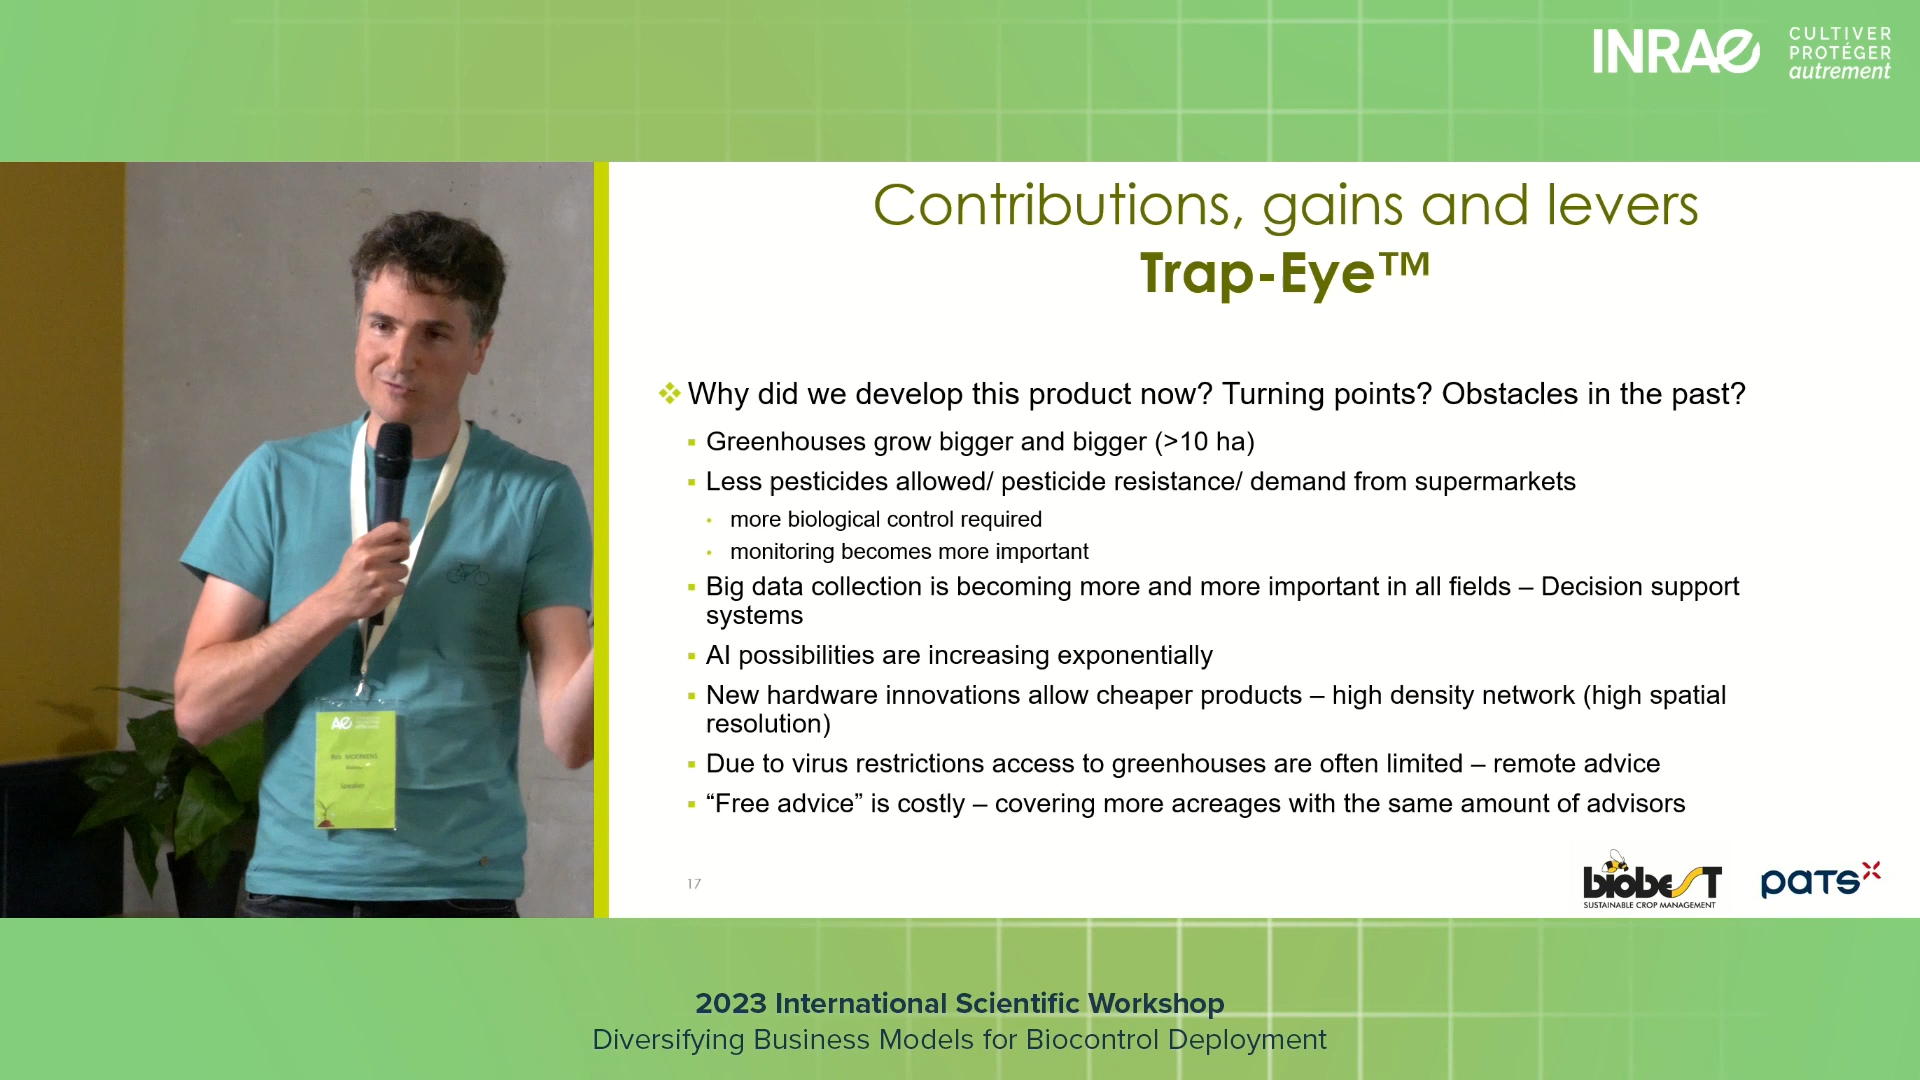 INRAE
CULTIVER
PROTÉGER
autrement
Contributions, gains and levers
Trap-Eye™
Why did we develop this product now? Turning points? Obstacles in the past?
Greenhouses grow bigger and bigger (>10 ha)
Less pesticides allowed/ pesticide resistance/ demand from supermarkets
more biological control required
monitoring becomes more important
Big data collection is becoming more and more important in all fields – Decision support
systems
AI possibilities are increasing exponentially
New hardware innovations allow cheaper products – high density network (high spatial
resolution)
Due to virus restrictions access to greenhouses are often limited – remote advice
“Free advice” is costly – covering more acreages with the same amount of advisors
17
biobest
SUSTAINABLE CROP MANAGEMENT
PATS
AE
MOERKENS
Speaker
2023 International Scientific Workshop
Diversifying Business Models for Biocontrol Deployment